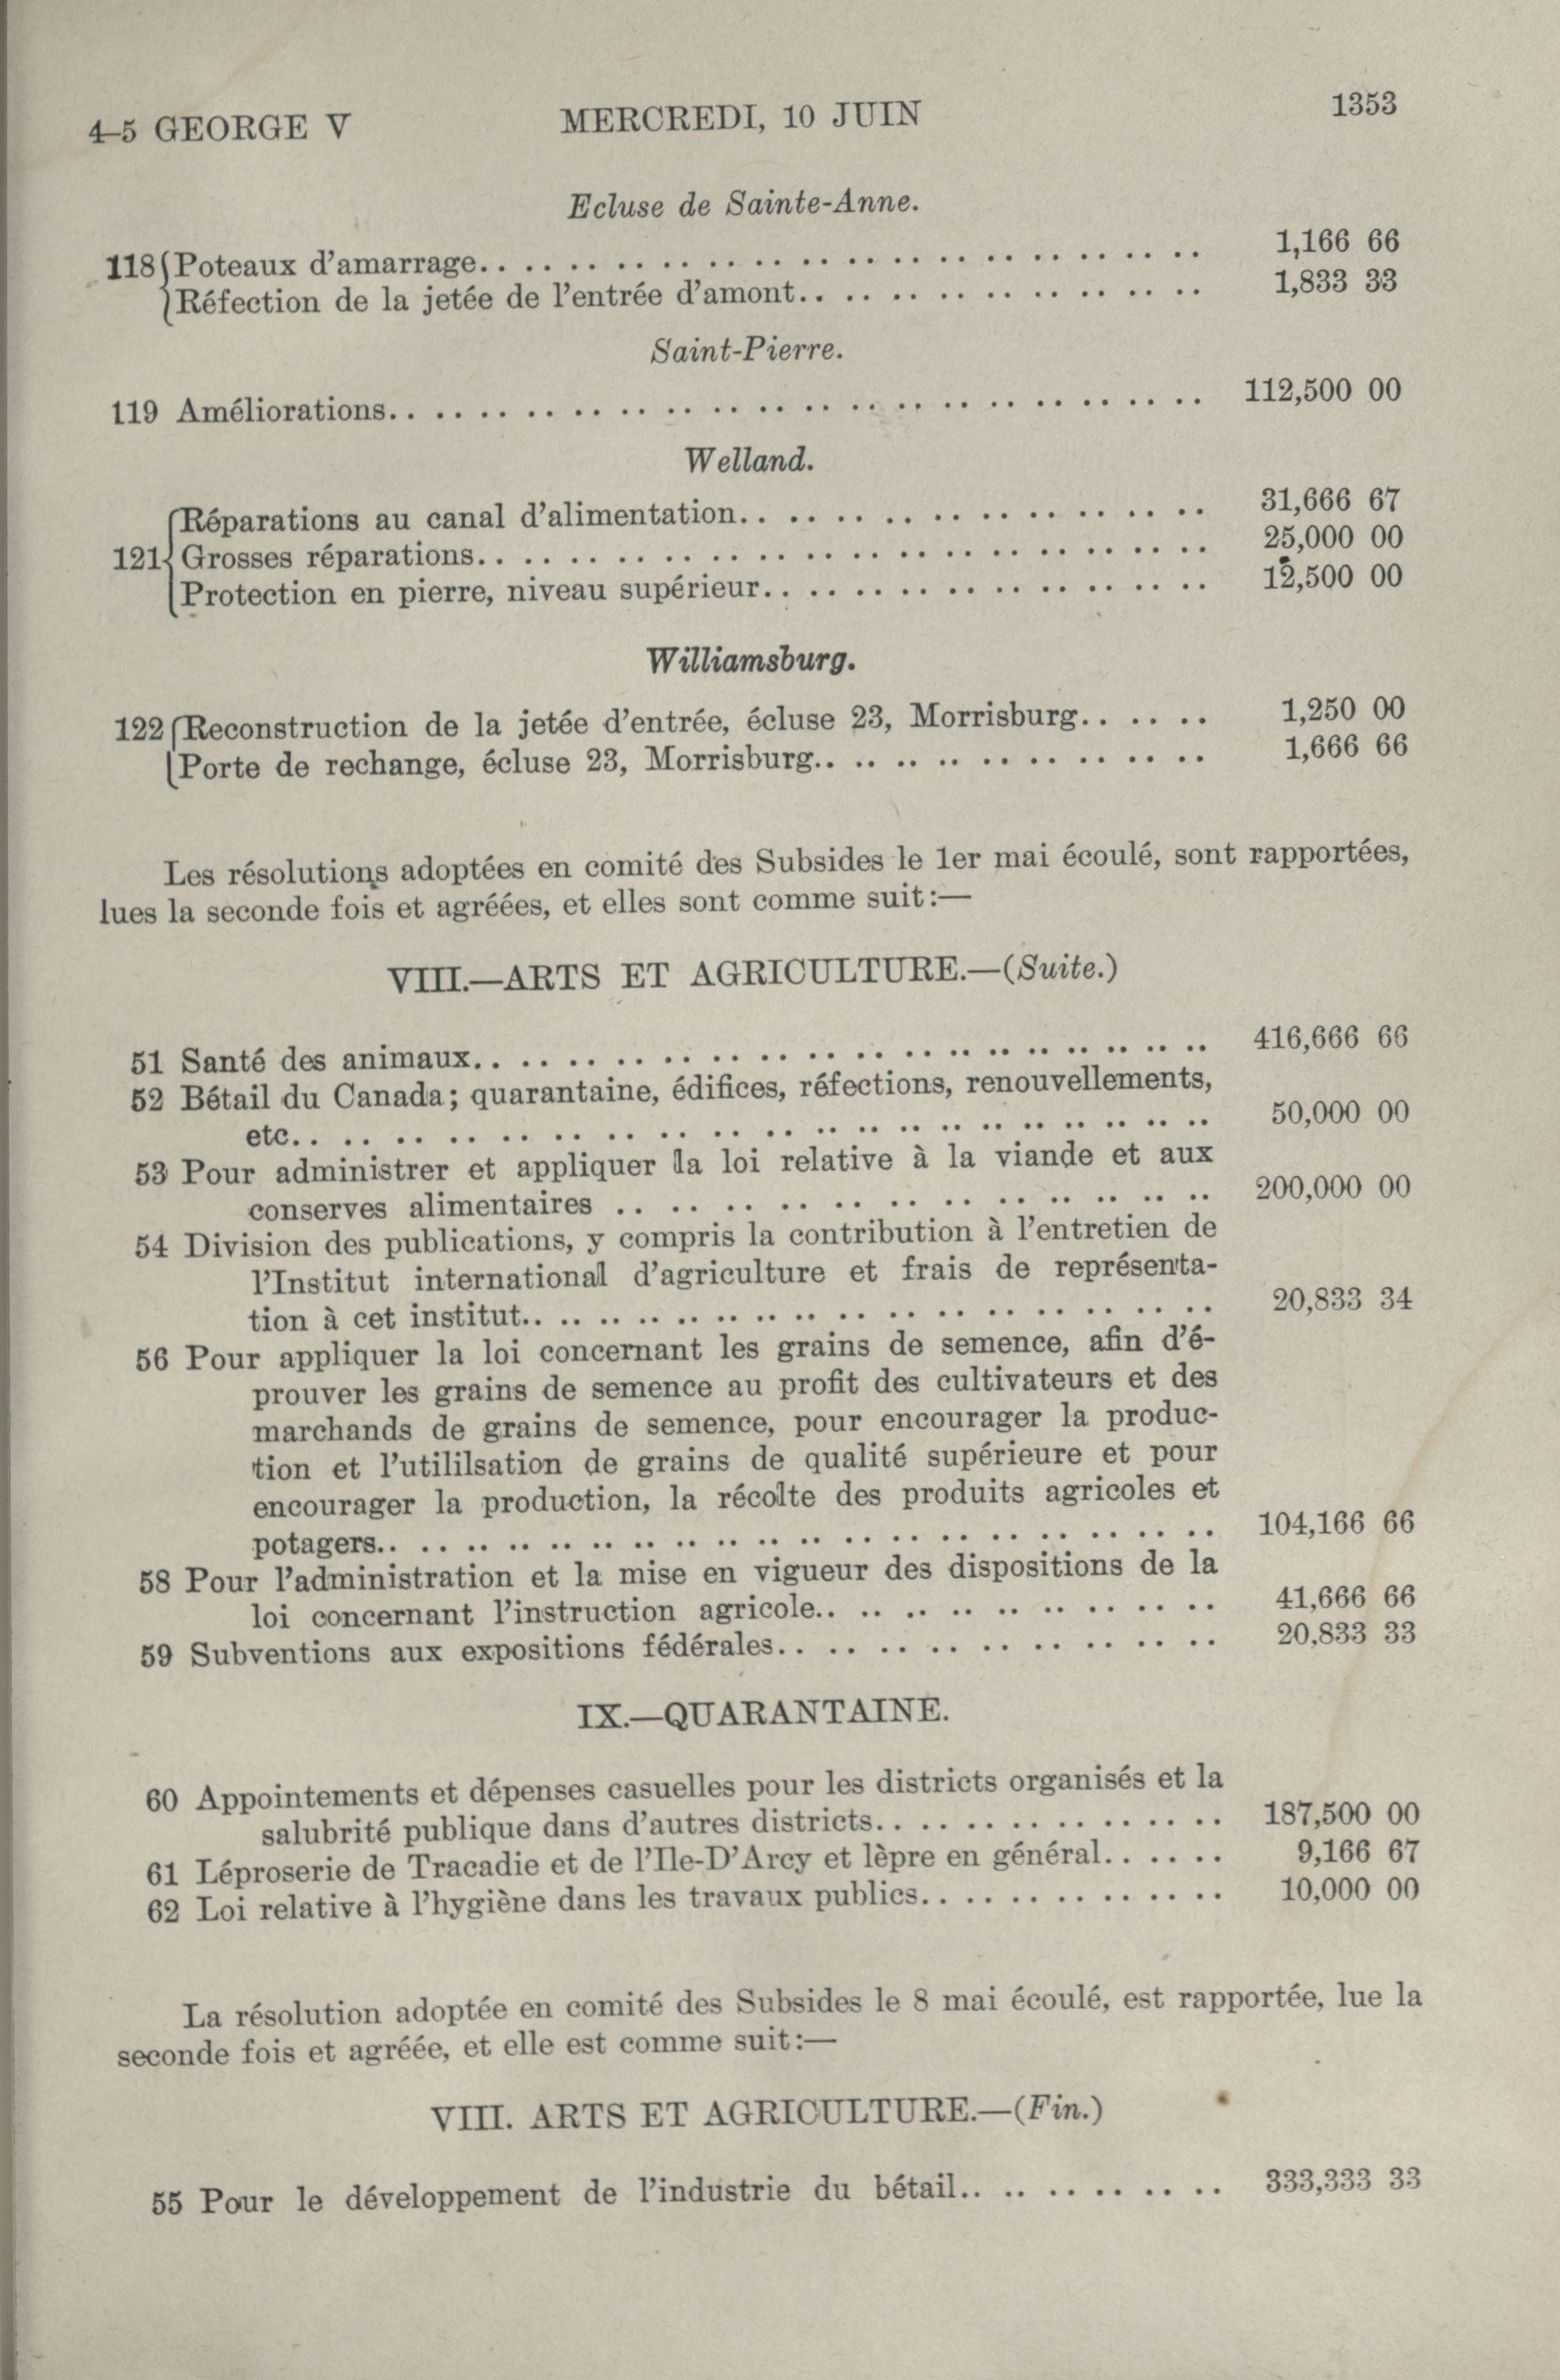 4-5 GEORGE V MERCREDI, 10 JUIN 1353
Ecluse de Sainte-Anne.
118 Poteaux d'amarrage.. .. .. .. .. .. .. .. .. .. .. .. .. .. .. .. 1,166 66
Réfection de la jetée de l'entrée d'amont.. .. .. .. .. .. .. .. .. 1,833 33
Saint-Pierre.
119 Améliorations.. .. .. .. .. .. .. .. .. .. .. .. .. .. .. .. .. .. 112,500 00
Welland.
Réparations au canal d'alimentation.. .. .. .. .. .. .. .. .. .. 31,666 67
121 Grosses réparations.. .. .. .. .. .. .. .. .. .. .. .. .. .. .. .. 25,000 00
Protection en pierre, niveau supérieur.. .. .. .. .. .. .. .. .. .. 12,500 00
Williamsburg.
122 Reconstruction de la jetée d'entrée, écluse 23, Morrisburg.. .. .. 1,250 00
Porte de rechange, écluse 23, Morrisburg.. .. .. .. .. .. .. .. .. 1,666 66
Les résolutions adoptées en comité des Subsides le 1er mai écoulé, sont rapportées,
lues la seconde fois et agréées, et elles sont comme suit:—
VIII.—ARTS ET AGRICULTURE.—(Suite.)
51 Santé des animaux.. .. .. .. .. .. .. .. .. .. .. .. .. .. .. .. .. 416,666 66
52 Bétail du Canada; quarantaine, édifices, réfections, renouvellements,
etc.. .. .. .. .. .. .. .. .. .. .. .. .. .. .. .. .. .. .. .. .. 50,000 00
53 Pour administrer et appliquer la loi relative à la viande et aux
conserves alimentaires .. .. .. .. .. .. .. .. .. .. .. .. 200,000 00
54 Division des publications, y compris la contribution à l'entretien de
l'Institut international d'agriculture et frais de représenta-
tion à cet institut.. .. .. .. .. .. .. .. .. .. .. .. .. .. .. .. 20,833 34
56 Pour appliquer la loi concernant les grains de semence, afin d'é-
prouver les grains de semence au profit des cultivateurs et des
marchands de grains de semence, pour encourager la produc-
tion et l'utililsation de grains de qualité supérieure et pour
encourager la production, la récolte des produits agricoles et
potagers.. .. .. .. .. .. .. .. .. .. .. .. .. .. .. .. .. .. .. .. 104,166 66
58 Pour l'administration et la mise en vigueur des dispositions de la
loi concernant l'instruction agricole.. .. .. .. .. .. .. .. .. 41,666 66
59 Subventions aux expositions fédérales.. .. .. .. .. .. .. .. .. .. 20,833 33
IX.—QUARANTAINE.
60 Appointements et dépenses casuelles pour les districts organisés et la
salubrité publique dans d'autres districts.. .. .. .. .. .. .. .. 187,500 00
61 Léproserie de Tracadie et de l'Ile-D'Arcy et lèpre en général.. .. .. 9,166 67
62 Loi relative à l'hygiène dans les travaux publics.. .. .. .. .. .. .. 10,000 00
La résolution adoptée en comité des Subsides le 8 mai écoulé, est rapportée, lue la
seconde fois et agréée, et elle est comme suit:—
VIII. ARTS ET AGRICULTURE.—(Fin.)
55 Pour le développement de l'industrie du bétail.. .. .. .. .. .. 333,333 33